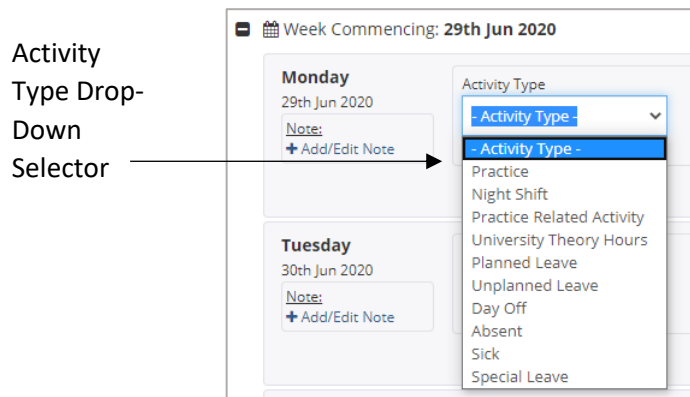 Activity
Type Drop-
Down
Selector
Week Commencing: 29th Jun 2020
Monday
29th Jun 2020
Note:
+ Add/Edit Note
Activity Type
- Activity Type -
- Activity Type -
Practice
Night Shift
Practice Related Activity
University Theory Hours
Planned Leave
Unplanned Leave
Day Off
Absent
Sick
Special Leave
Tuesday
30th Jun 2020
Note:
+ Add/Edit Note